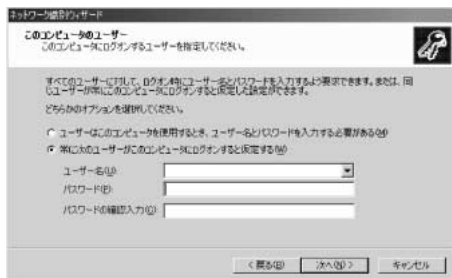 ネットワーク識別ウィザード
このコンピュータのユーザー
このコンピュータにログオンするユーザーを指定してください。
すべてのユーザーに対して、ログオン時にユーザー名とパスワードを入力するよう要求できます。または、同
じユーザーが常にこのコンピュータにログオンすると仮定した設定ができます。
どちらかのオプションを選択してください。
ユーザーはこのコンピュータを使用するとき、ユーザー名とパスワードを入力する必要がある(M)
常に次のユーザーがこのコンピュータにログオンすると仮定する(W)
ユーザー名(U):
パスワード(P):
パスワードの確認入力(C):
< 戻る(B)
次へ(N) >
キャンセル